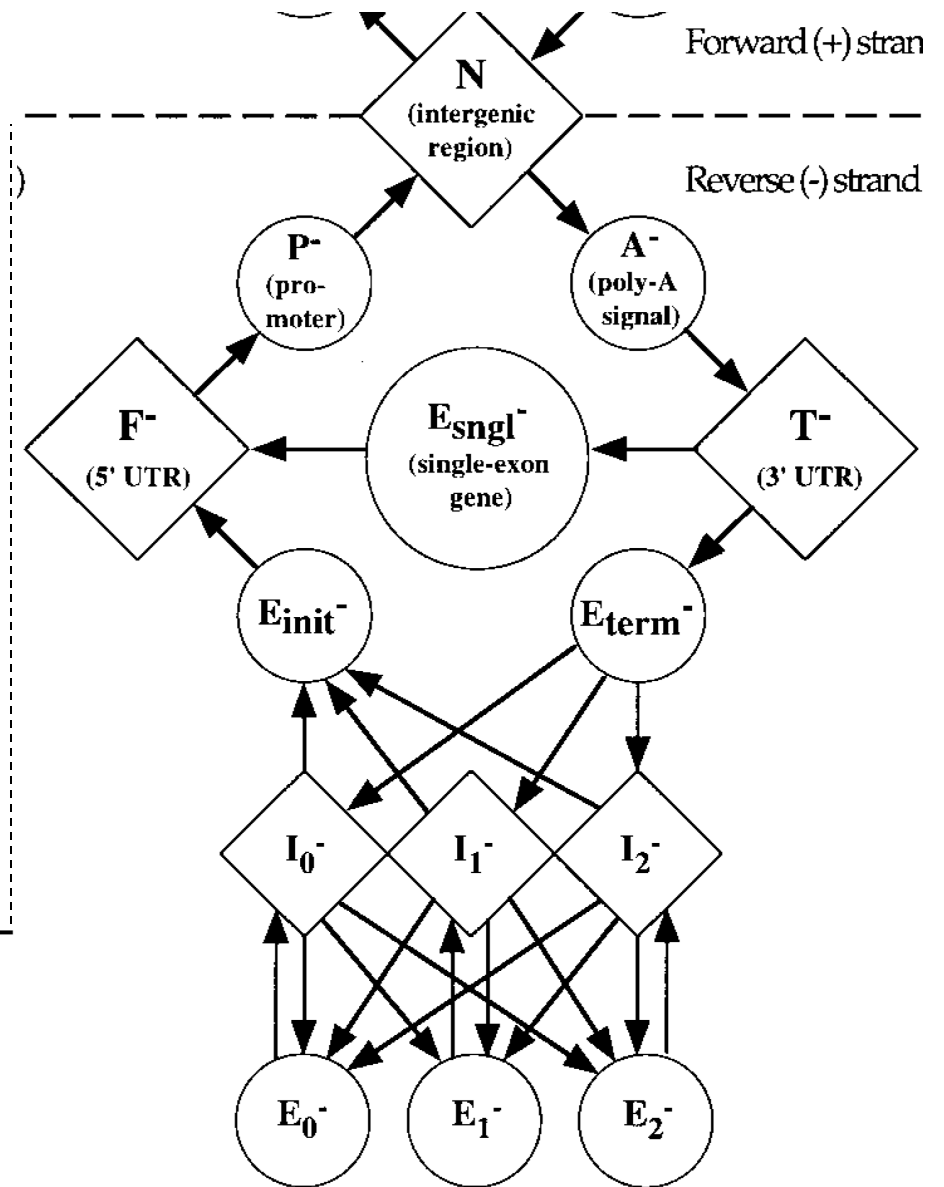 Forward (+) stran
N
(intergenic
region)
)
Reverse (-) strand
P-
(pro-
moter)
A-
(poly-A
signal)
F-
(5' UTR)
Esngl-
(single-exon
gene)
T-
(3' UTR)
Einit-
Eterm-
I0-
I1-
I2-
E0-
E1-
E2-